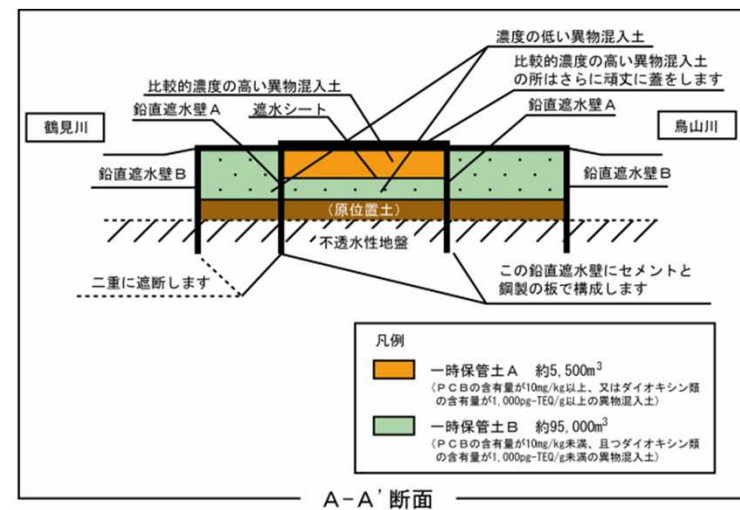 濃度の低い異物混入土
比較的濃度の高い異物混入土
の所はさらに頑丈に蓋をします
比較的濃度の高い異物混入土
鉛直遮水壁A
遮水シート
鉛直遮水壁A
鶴見川
鳥山川
鉛直遮水壁B
鉛直遮水壁B
(原位置土)
不透水性地盤
二重に遮断します
この鉛直遮水壁にセメントと
鋼製の板で構成します
凡例
一時保管土A 約5,500m³
(PCBの含有量が10mg/kg以上、又はダイオキシン類
の含有量が1,000pg-TEQ/g以上の異物混入土)
一時保管土B 約95,000m³
(PCBの含有量が10mg/kg未満、且つダイオキシン類
の含有量が1,000pg-TEQ/g未満の異物混入土)
A-A'断面